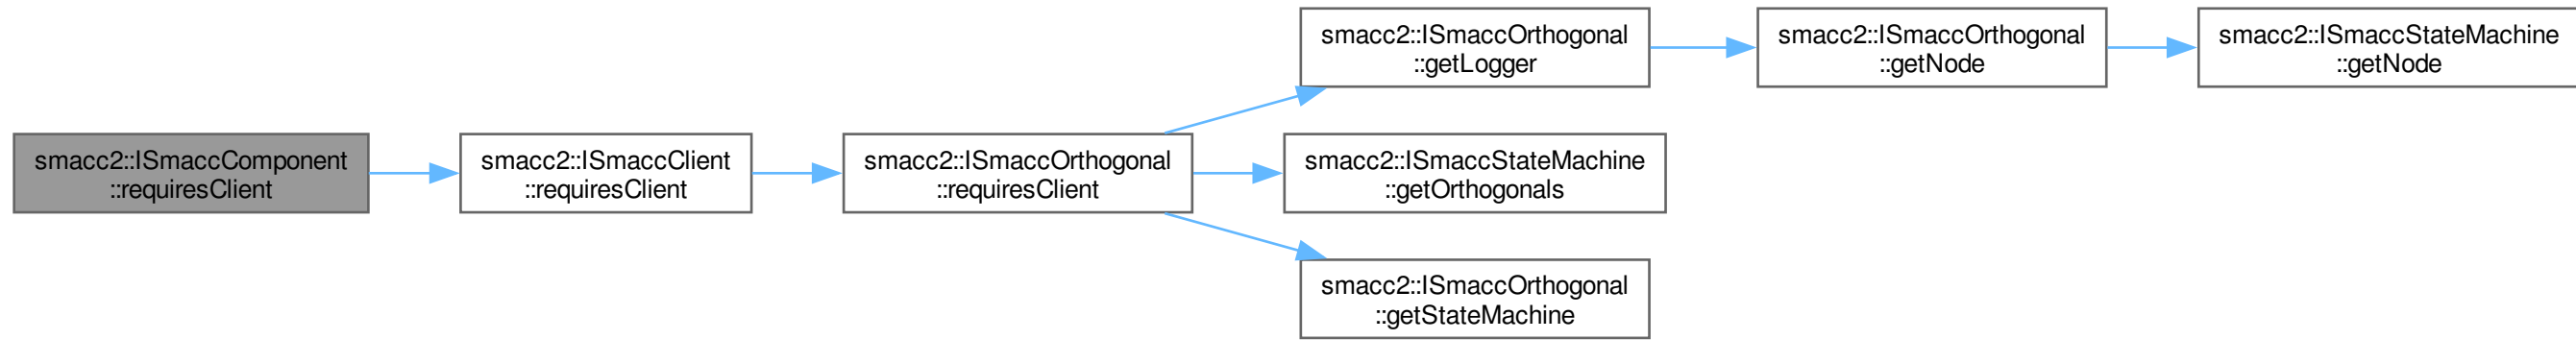 smacc2::ISmaccComponent
::requiresClient
smacc2::ISmaccClient
::requiresClient
smacc2::ISmaccOrthogonal
::requiresClient
smacc2::ISmaccOrthogonal
::getLogger
smacc2::ISmaccOrthogonal
::getNode
smacc2::ISmaccStateMachine
::getNode
smacc2::ISmaccStateMachine
::getOrthogonals
smacc2::ISmaccOrthogonal
::getStateMachine